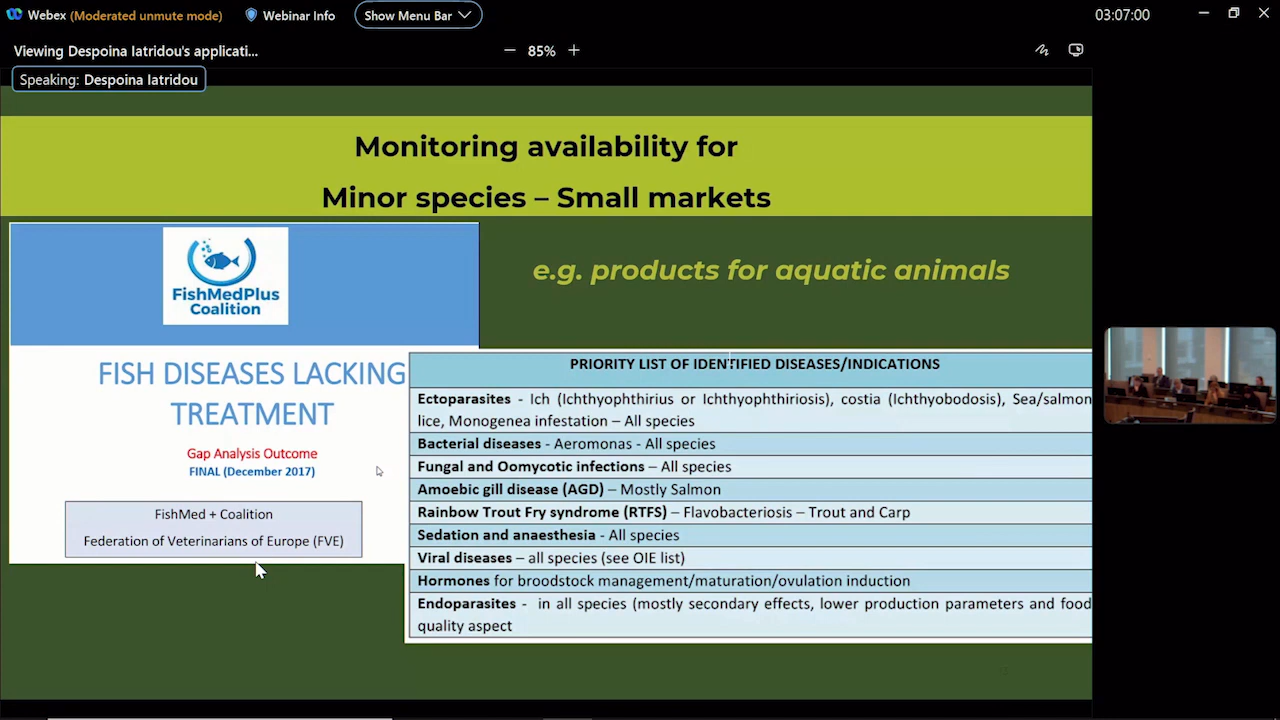 Webex (Moderated unmute mode) Webinar Info Show Menu Bar 03:07:00
Viewing Despoina Iatridou's applicati... 85%
Speaking: Despoina Iatridou
Monitoring availability for
Minor species – Small markets
e.g. products for aquatic animals
FishMedPlus
Coalition
FISH DISEASES LACKING
TREATMENT
Gap Analysis Outcome
FINAL (December 2017)
FishMed + Coalition
Federation of Veterinarians of Europe (FVE)
PRIORITY LIST OF IDENTIFIED DISEASES/INDICATIONS
Ectoparasites - Ich (Ichthyophthirius or Ichthyophthiriosis), costia (Ichthyobodosis), Sea/salmon
lice, Monogenea infestation – All species
Bacterial diseases - Aeromonas - All species
Fungal and Oomycotic infections – All species
Amoebic gill disease (AGD) – Mostly Salmon
Rainbow Trout Fry syndrome (RTFS) – Flavobacteriosis – Trout and Carp
Sedation and anaesthesia - All species
Viral diseases – all species (see OIE list)
Hormones for broodstock management/maturation/ovulation induction
Endoparasites - in all species (mostly secondary effects, lower production parameters and food
quality aspect